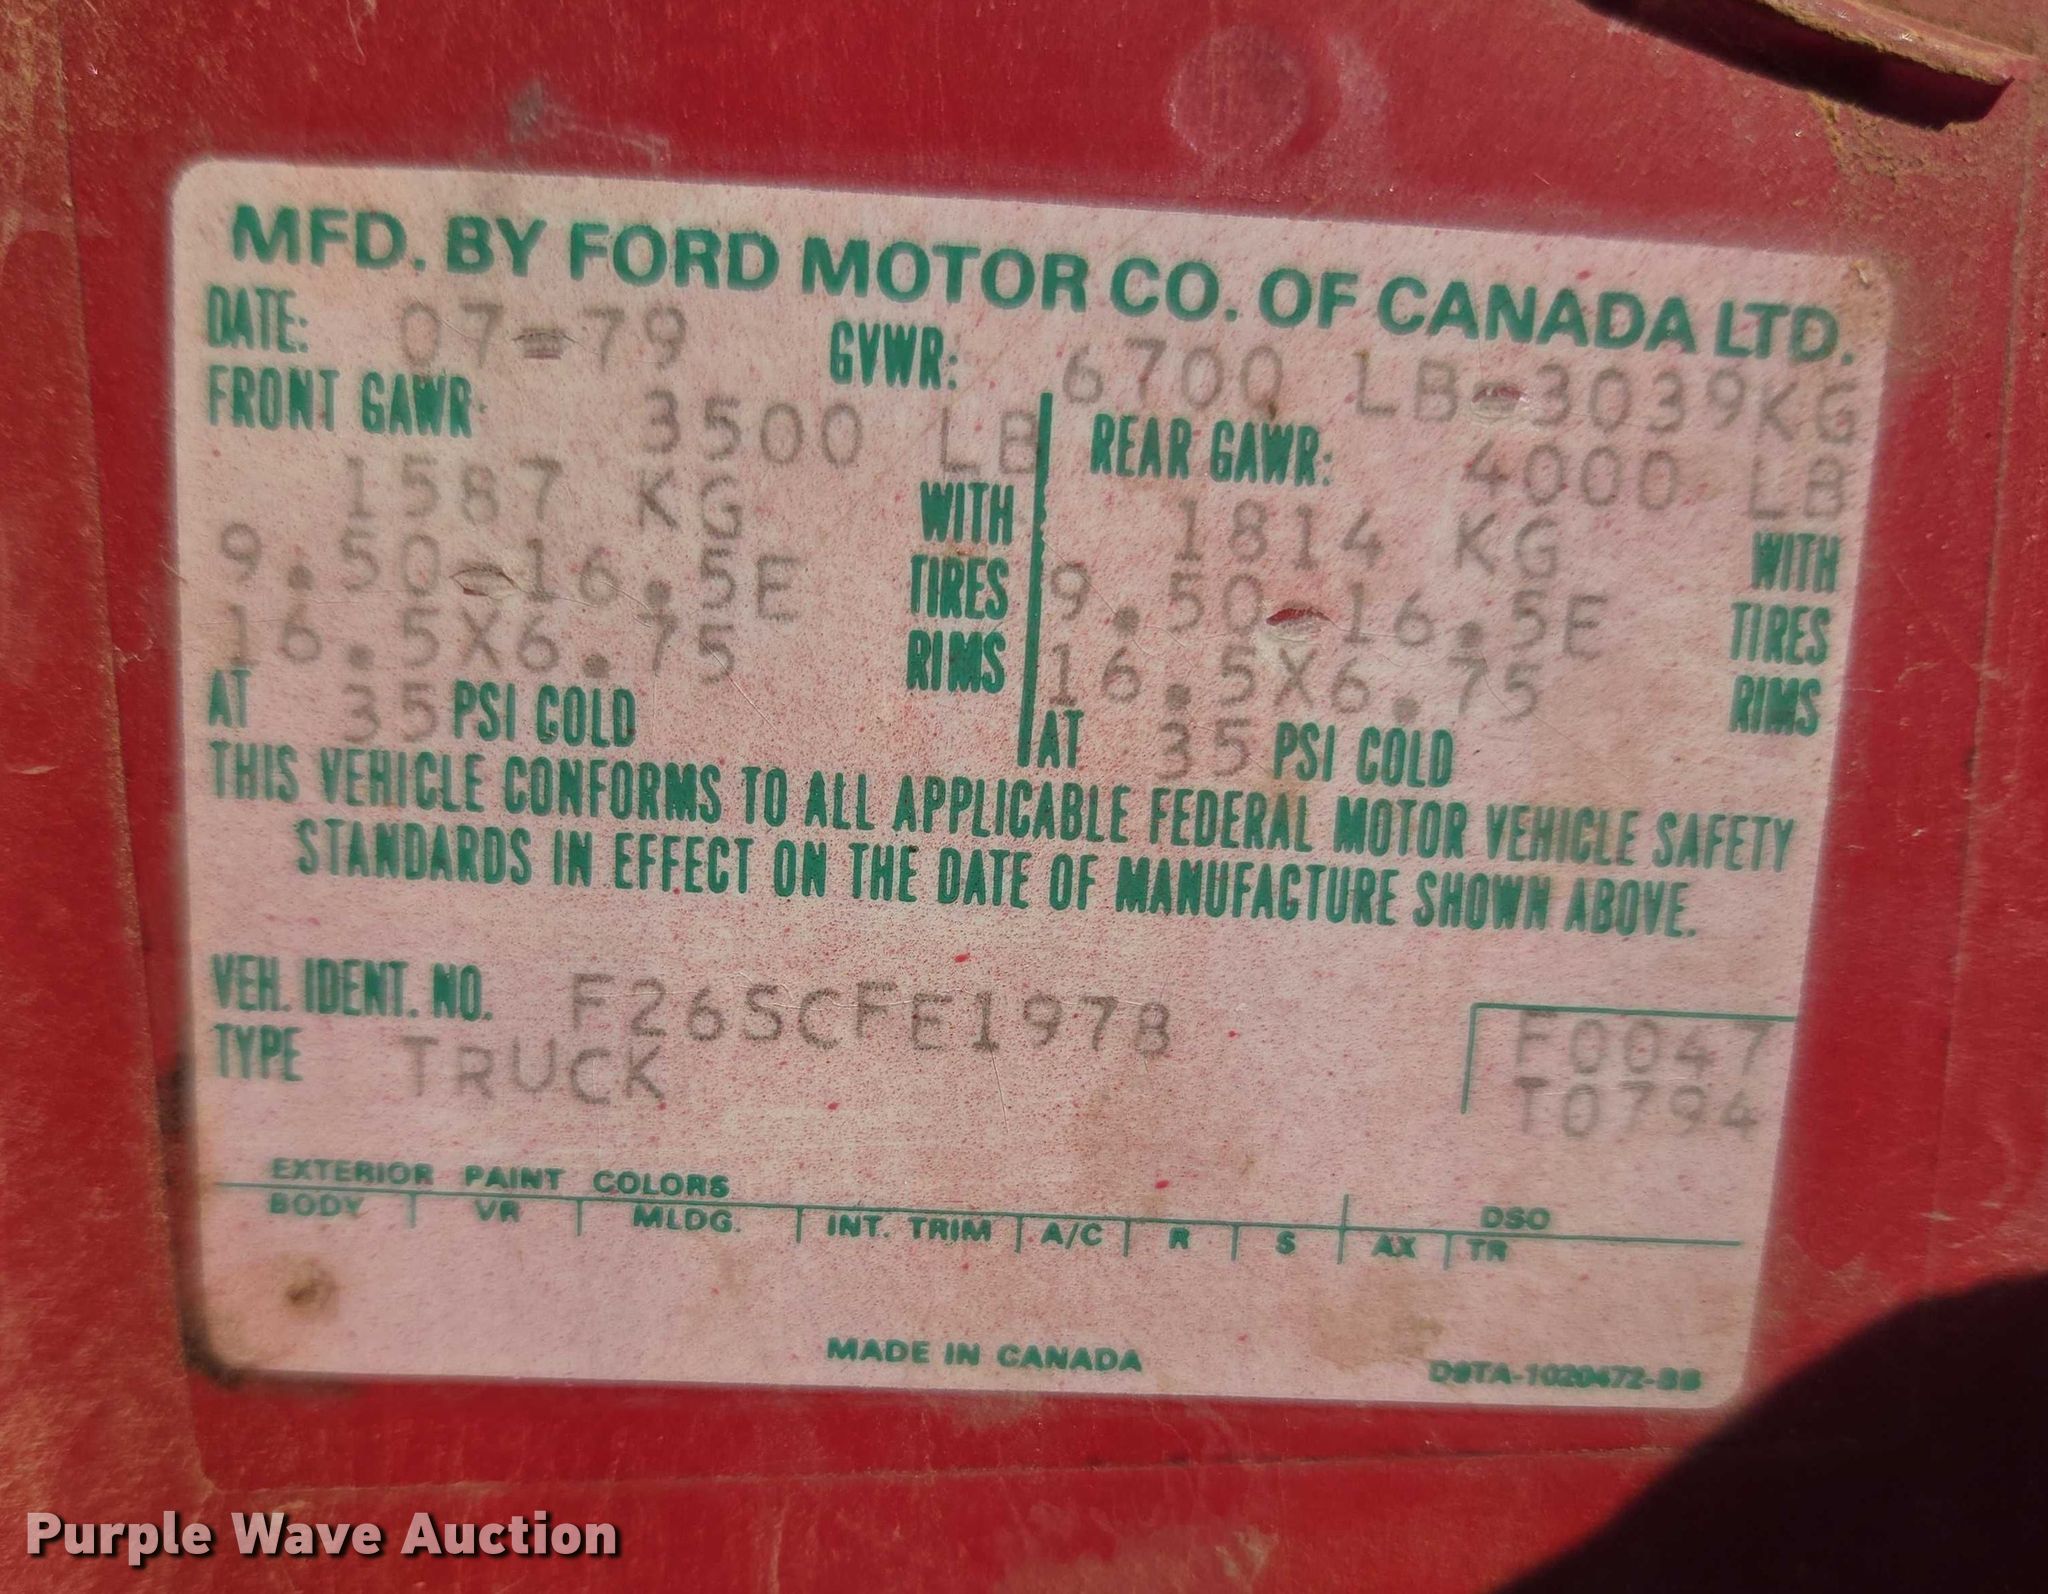 MFD. BY FORD MOTOR CO. OF CANADA LTD.
DATE: 07-79 GVWR: 6700 LB-3039KG
FRONT GAWR: 3500 LB REAR GAWR: 4000 LB
1587 KG WITH 1814 KG WITH
9.50-16.5E TIRES 9.50-16.5E TIRES
16.5X6.75 RIMS 16.5X6.75 RIMS
AT 35 PSI COLD AT 35 PSI COLD
THIS VEHICLE CONFORMS TO ALL APPLICABLE FEDERAL MOTOR VEHICLE SAFETY
STANDARDS IN EFFECT ON THE DATE OF MANUFACTURE SHOWN ABOVE.
VEH. IDENT. NO. F26SCFE1978 F0047
TYPE TRUCK T0794
EXTERIOR PAINT COLORS DSO
BODY VR MLDG. INT. TRIM A/C R S AX TR
MADE IN CANADA D9TA-1020472-BB
Purple Wave Auction